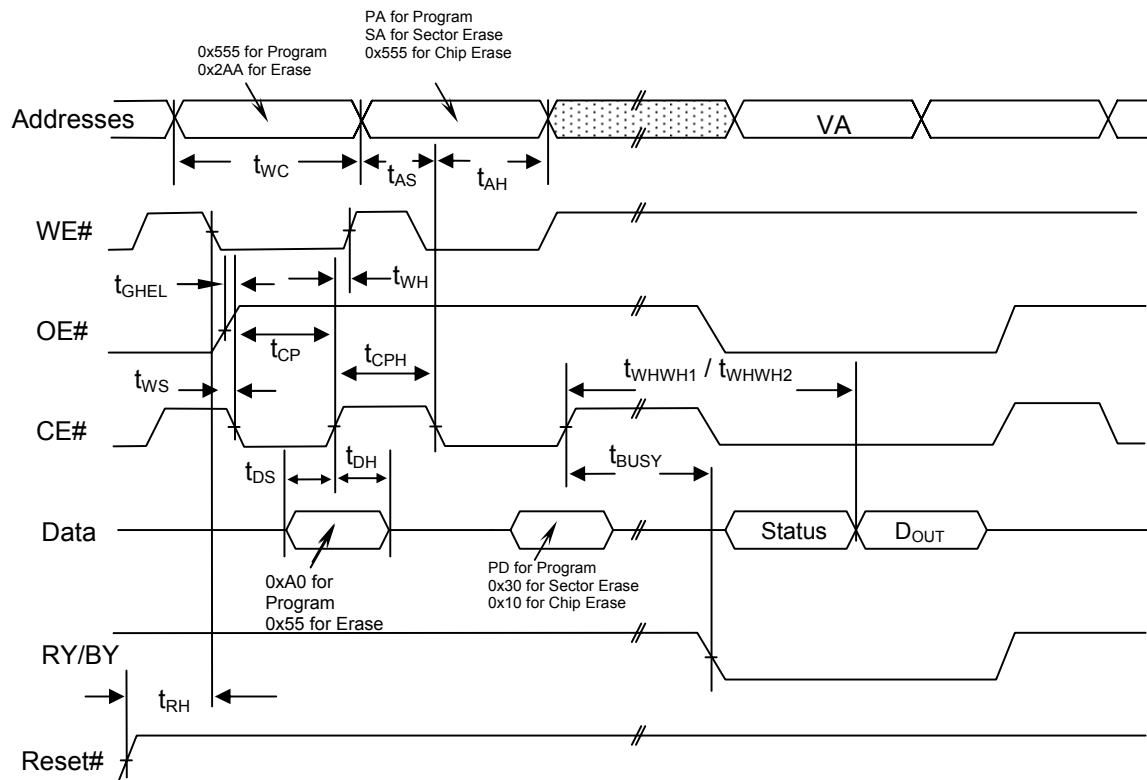 PA for Program
SA for Sector Erase
0x555 for Chip Erase
0x555 for Program
0x2AA for Erase
Addresses
VA
tWC
tAS
tAH
WE#
tGHEL
tWH
OE#
tCP
tCPH
tWHWH1 / tWHWH2
tWS
CE#
tDS
tDH
tBUSY
Data
Status
DOUT
0xA0 for
Program
0x55 for Erase
PD for Program
0x30 for Sector Erase
0x10 for Chip Erase
RY/BY
tRH
Reset#